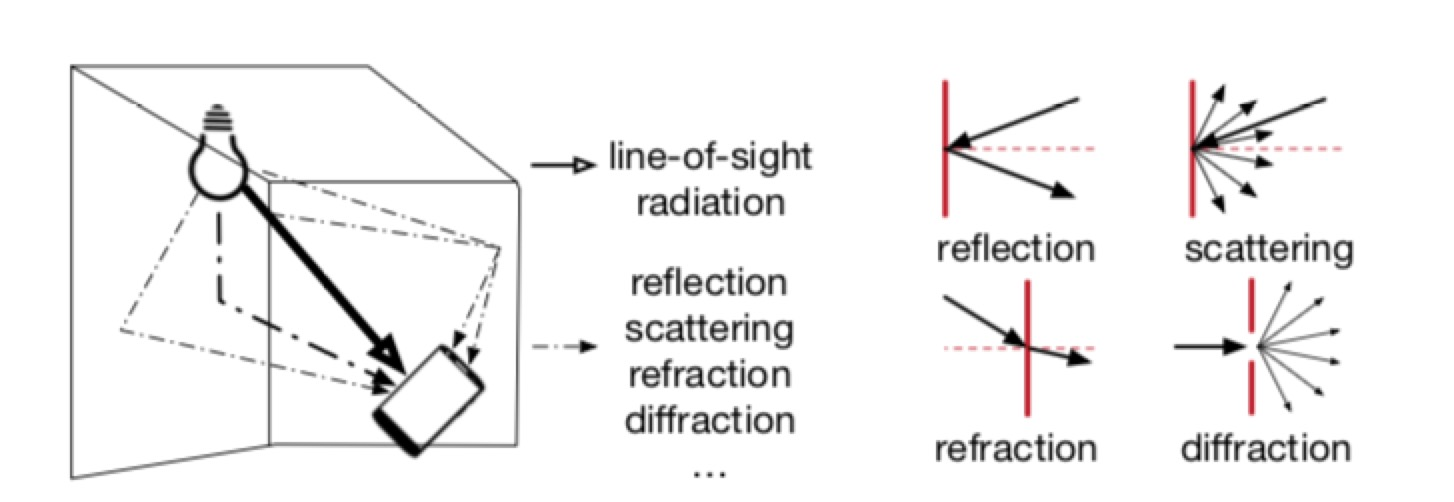 line-of-sight
radiation
reflection
scattering
refraction
diffraction
...
reflection
scattering
refraction
diffraction